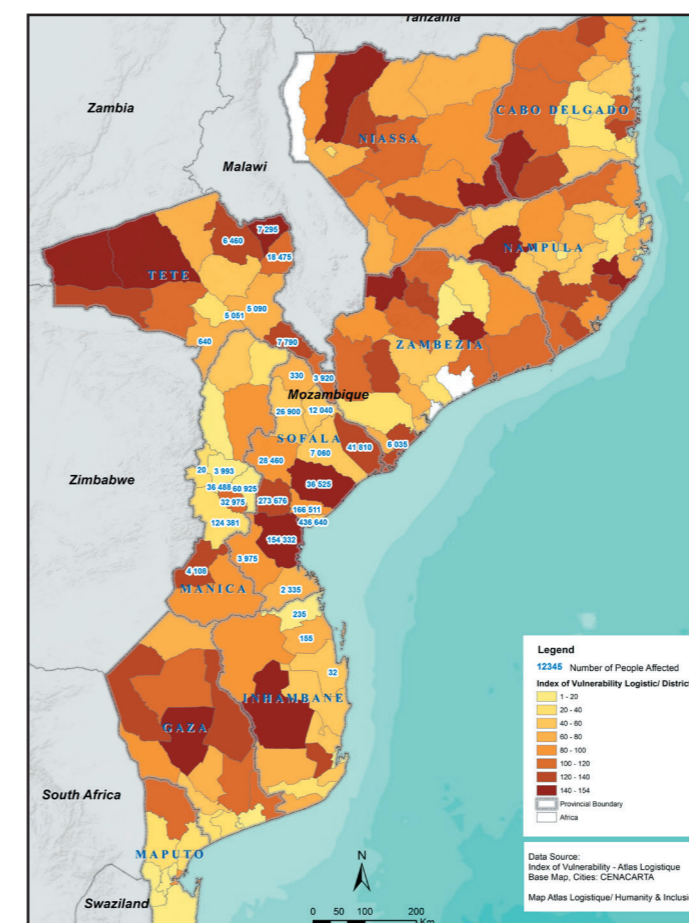 Tanzania
Zambia
CABO DELGADO
NIASSA
Malawi
7 295
6 460
NAMPULA
18 475
TETE
5 090
5 051
640
7 790
ZAMBEZIA
330
3 920
Mozambique
26 900
12 040
SOFALA
41 810
6 035
7 060
28 460
20
3 993
Zimbabwe
36 488
60 925
36 525
32 975
273 676
166 511
124 381
436 640
154 332
3 975
4 108
MANICA
2 335
235
155
32
INHAMBANE
GAZA
South Africa
MAPUTO
Swaziland
N
0 50 100 200
Km
Legend
12345 Number of People Affected
Index of Vulnerability Logistic/ District
1 - 20
20 - 40
40 - 60
60 - 80
80 - 100
100 - 120
120 - 140
140 - 154
Provincial Boundary
Africa
Data Source:
Index of Vulnerability - Atlas Logistique
Base Map, Cities: CENACARTA
Map Atlas Logistique/ Humanity & Inclus